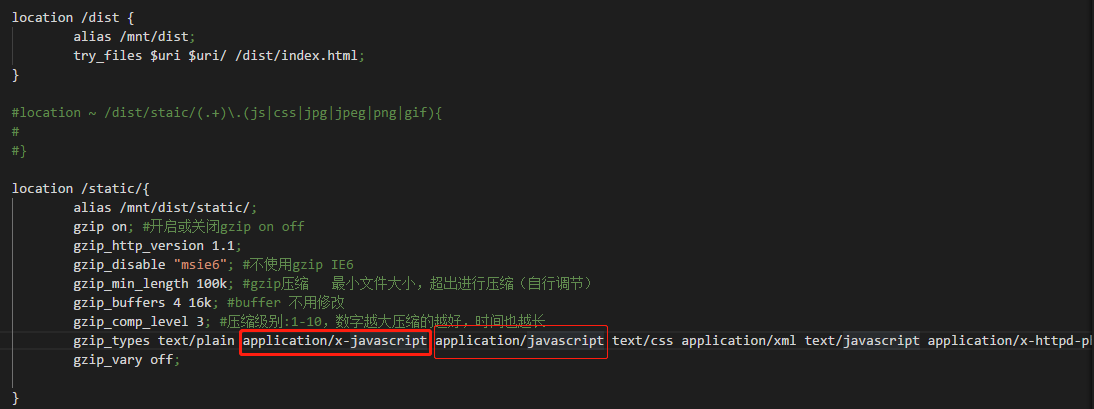 location /dist {
alias /mnt/dist;
try_files $uri $uri/ /dist/index.html;
}
#location ~ /dist/staic/(.+)\.(js|css|jpg|jpeg|png|gif){
#
#}
location /static/{
alias /mnt/dist/static/;
gzip on; #开启或关闭gzip on off
gzip_http_version 1.1;
gzip_disable "msie6"; #不使用gzip IE6
gzip_min_length 100k; #gzip压缩 最小文件大小，超出进行压缩（自行调节）
gzip_buffers 4 16k; #buffer 不用修改
gzip_comp_level 3; #压缩级别:1-10，数字越大压缩的越好，时间也越长
gzip_types text/plain application/x-javascript application/javascript text/css application/xml text/javascript application/x-httpd-p
gzip_vary off;
}